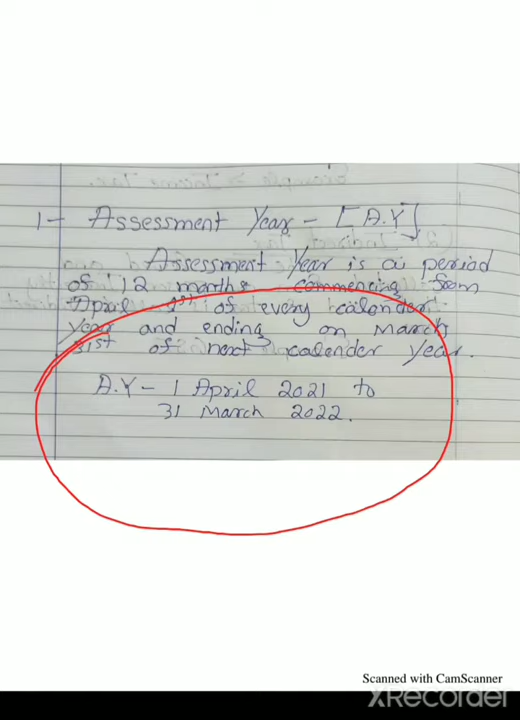 1- Assessment Year - [A.Y]
Assessment Year is a period
of 12 months commencing from
April 1st of every calender
year and ending on March
31st of next calender year.
A.Y - 1 April 2021 to
31 March 2022.
Scanned with CamScanner
XRecorder